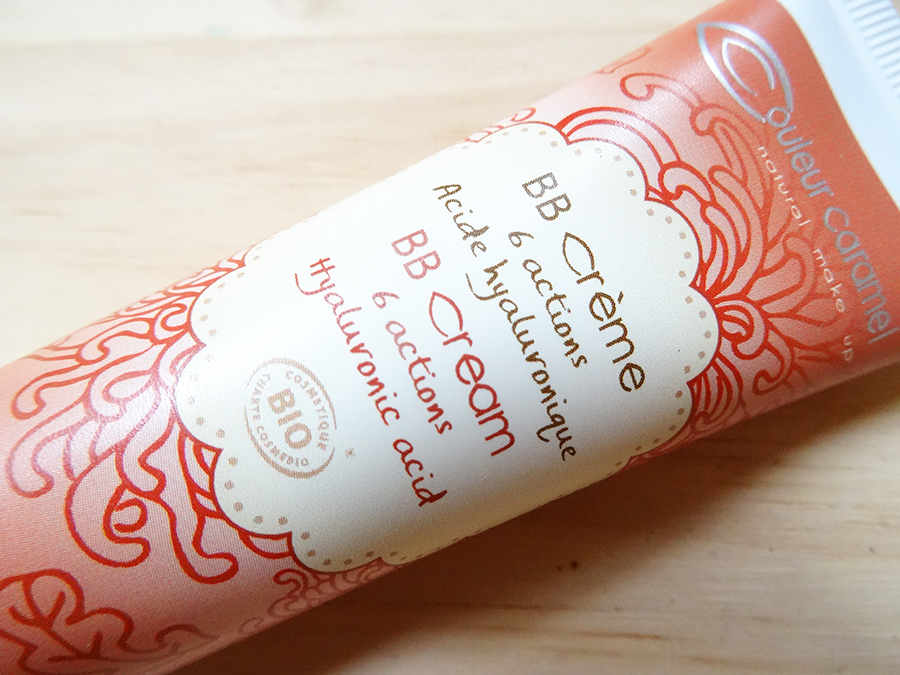 Couleur caramel
natural make up
BB Crème
6 actions
Acide hyaluronique
BB Cream
6 actions
Hyaluronic acid
COSMETIQUE
BIO
CHARTE COSMEBIO